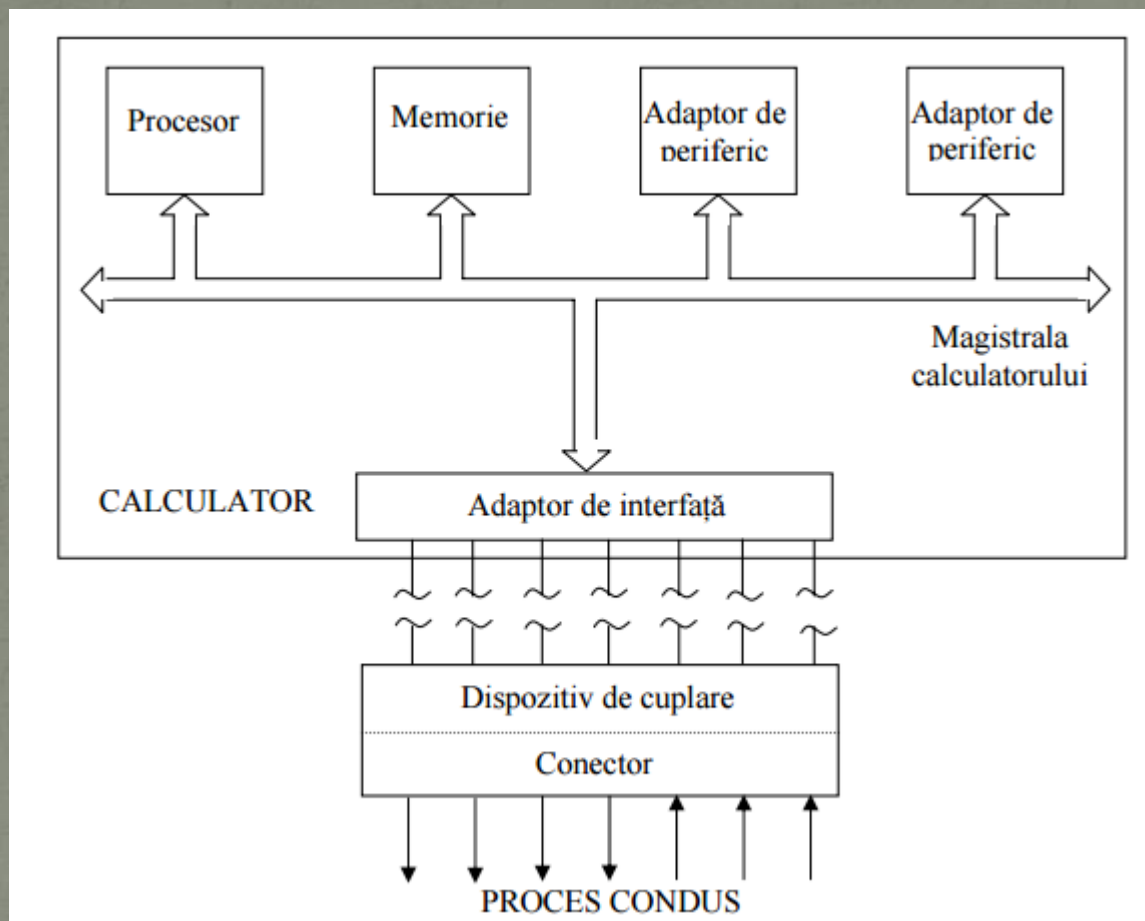 Procesor
Memorie
Adaptor de
periferic
Adaptor de
periferic
Magistrala
calculatorului
CALCULATOR
Adaptor de interfață
Dispozitiv de cuplare
Conector
PROCES CONDUS